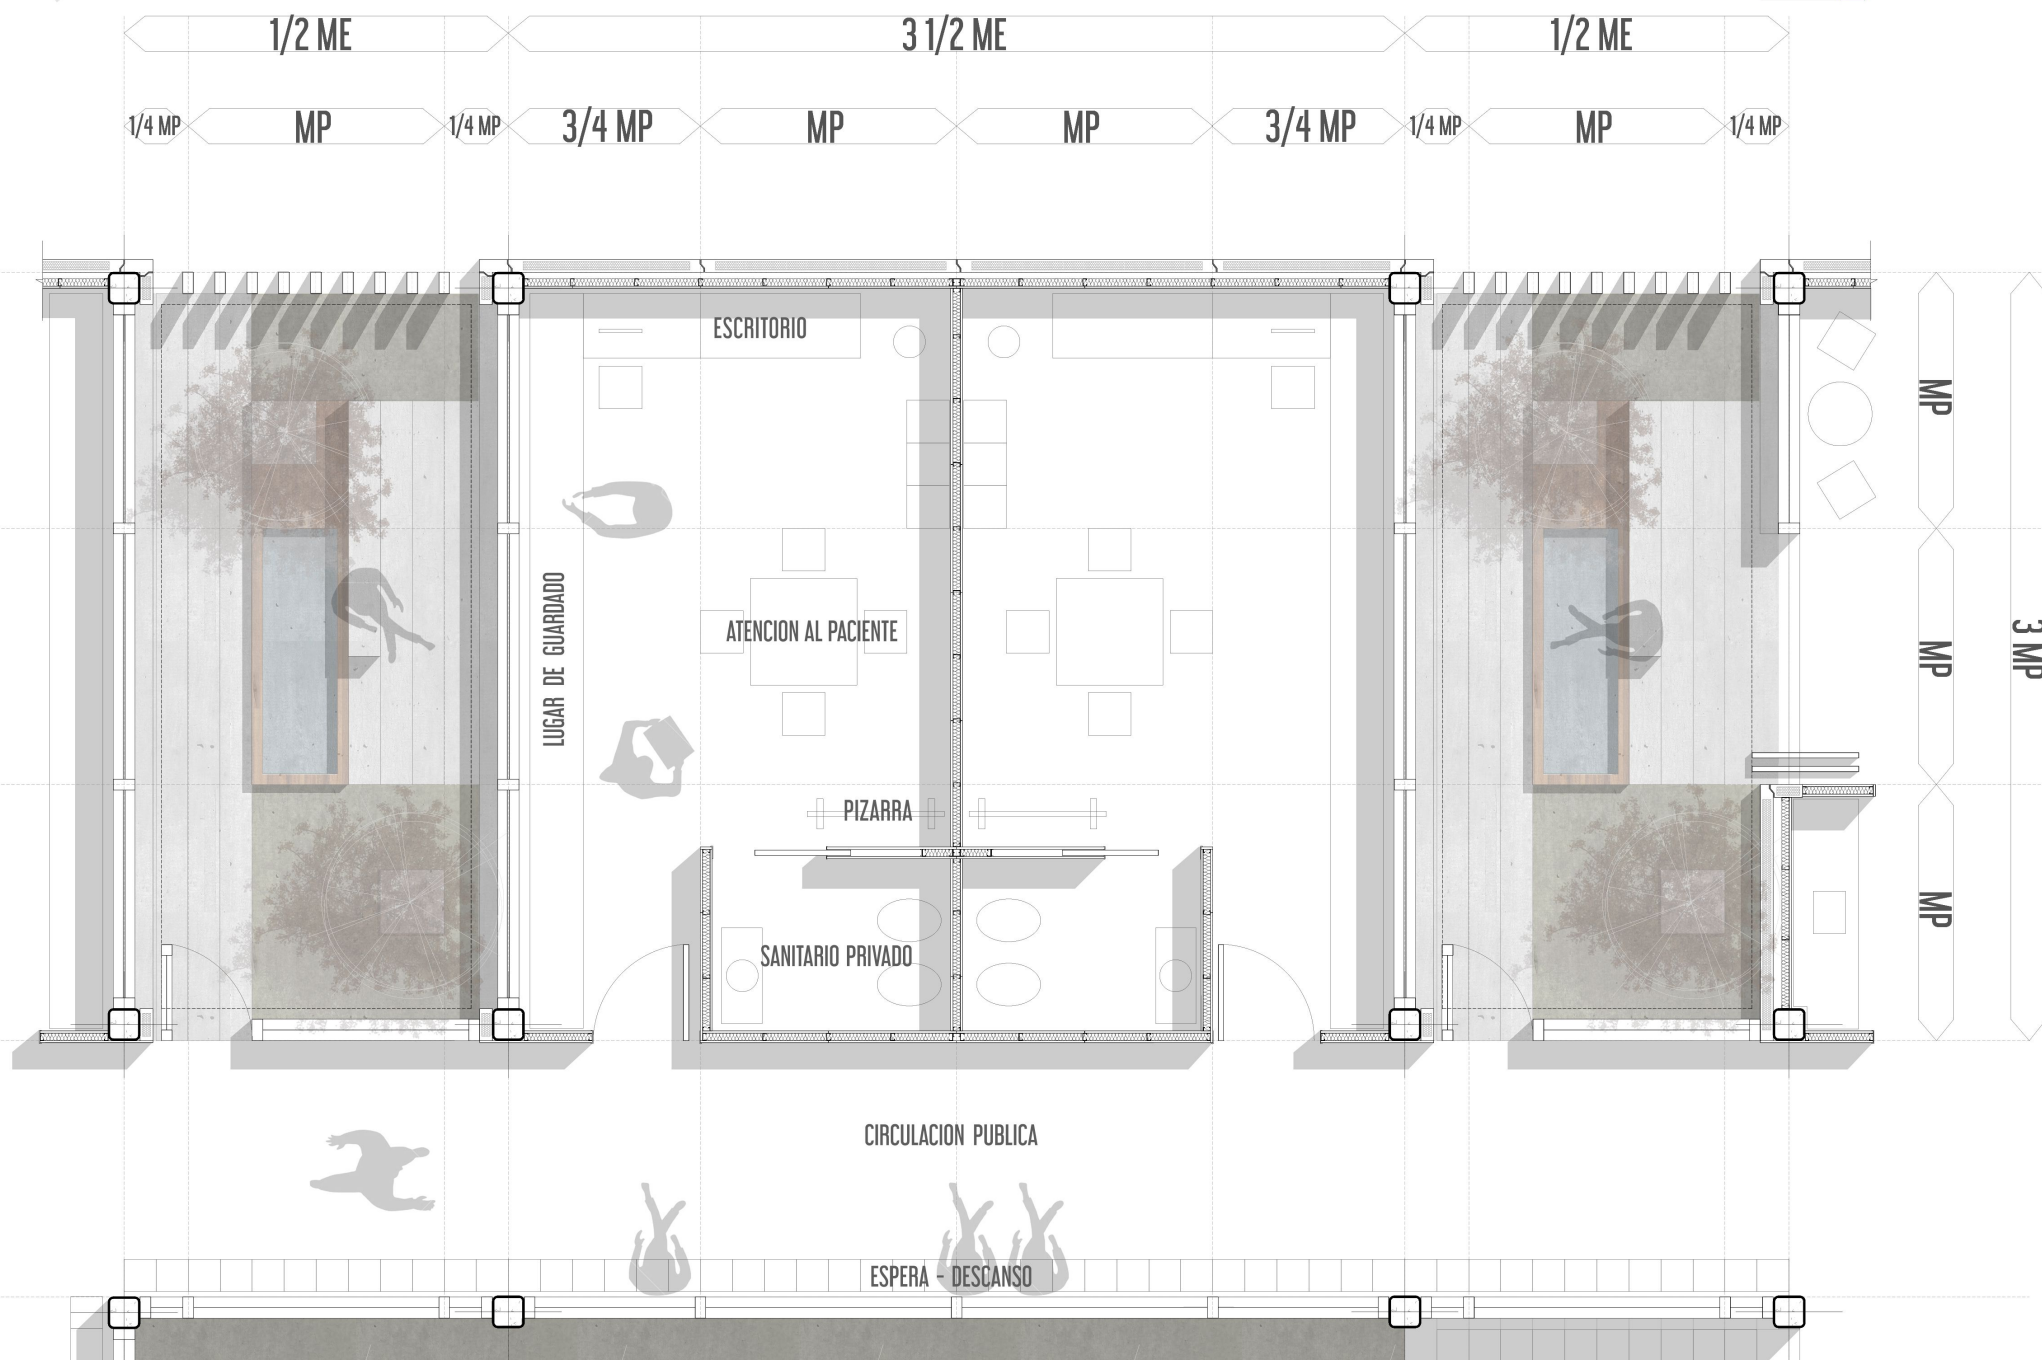 1/2 ME
3 1/2 ME
1/2 ME
1/4 MP
MP
1/4 MP
3/4 MP
MP
MP
3/4 MP
1/4 MP
MP
1/4 MP
ESCRITORIO
MP
LUGAR DE GUARDADO
ATENCION AL PACIENTE
MP
3 MP
PIZARRA
MP
SANITARIO PRIVADO
CIRCULACION PUBLICA
ESPERA - DESCANSO